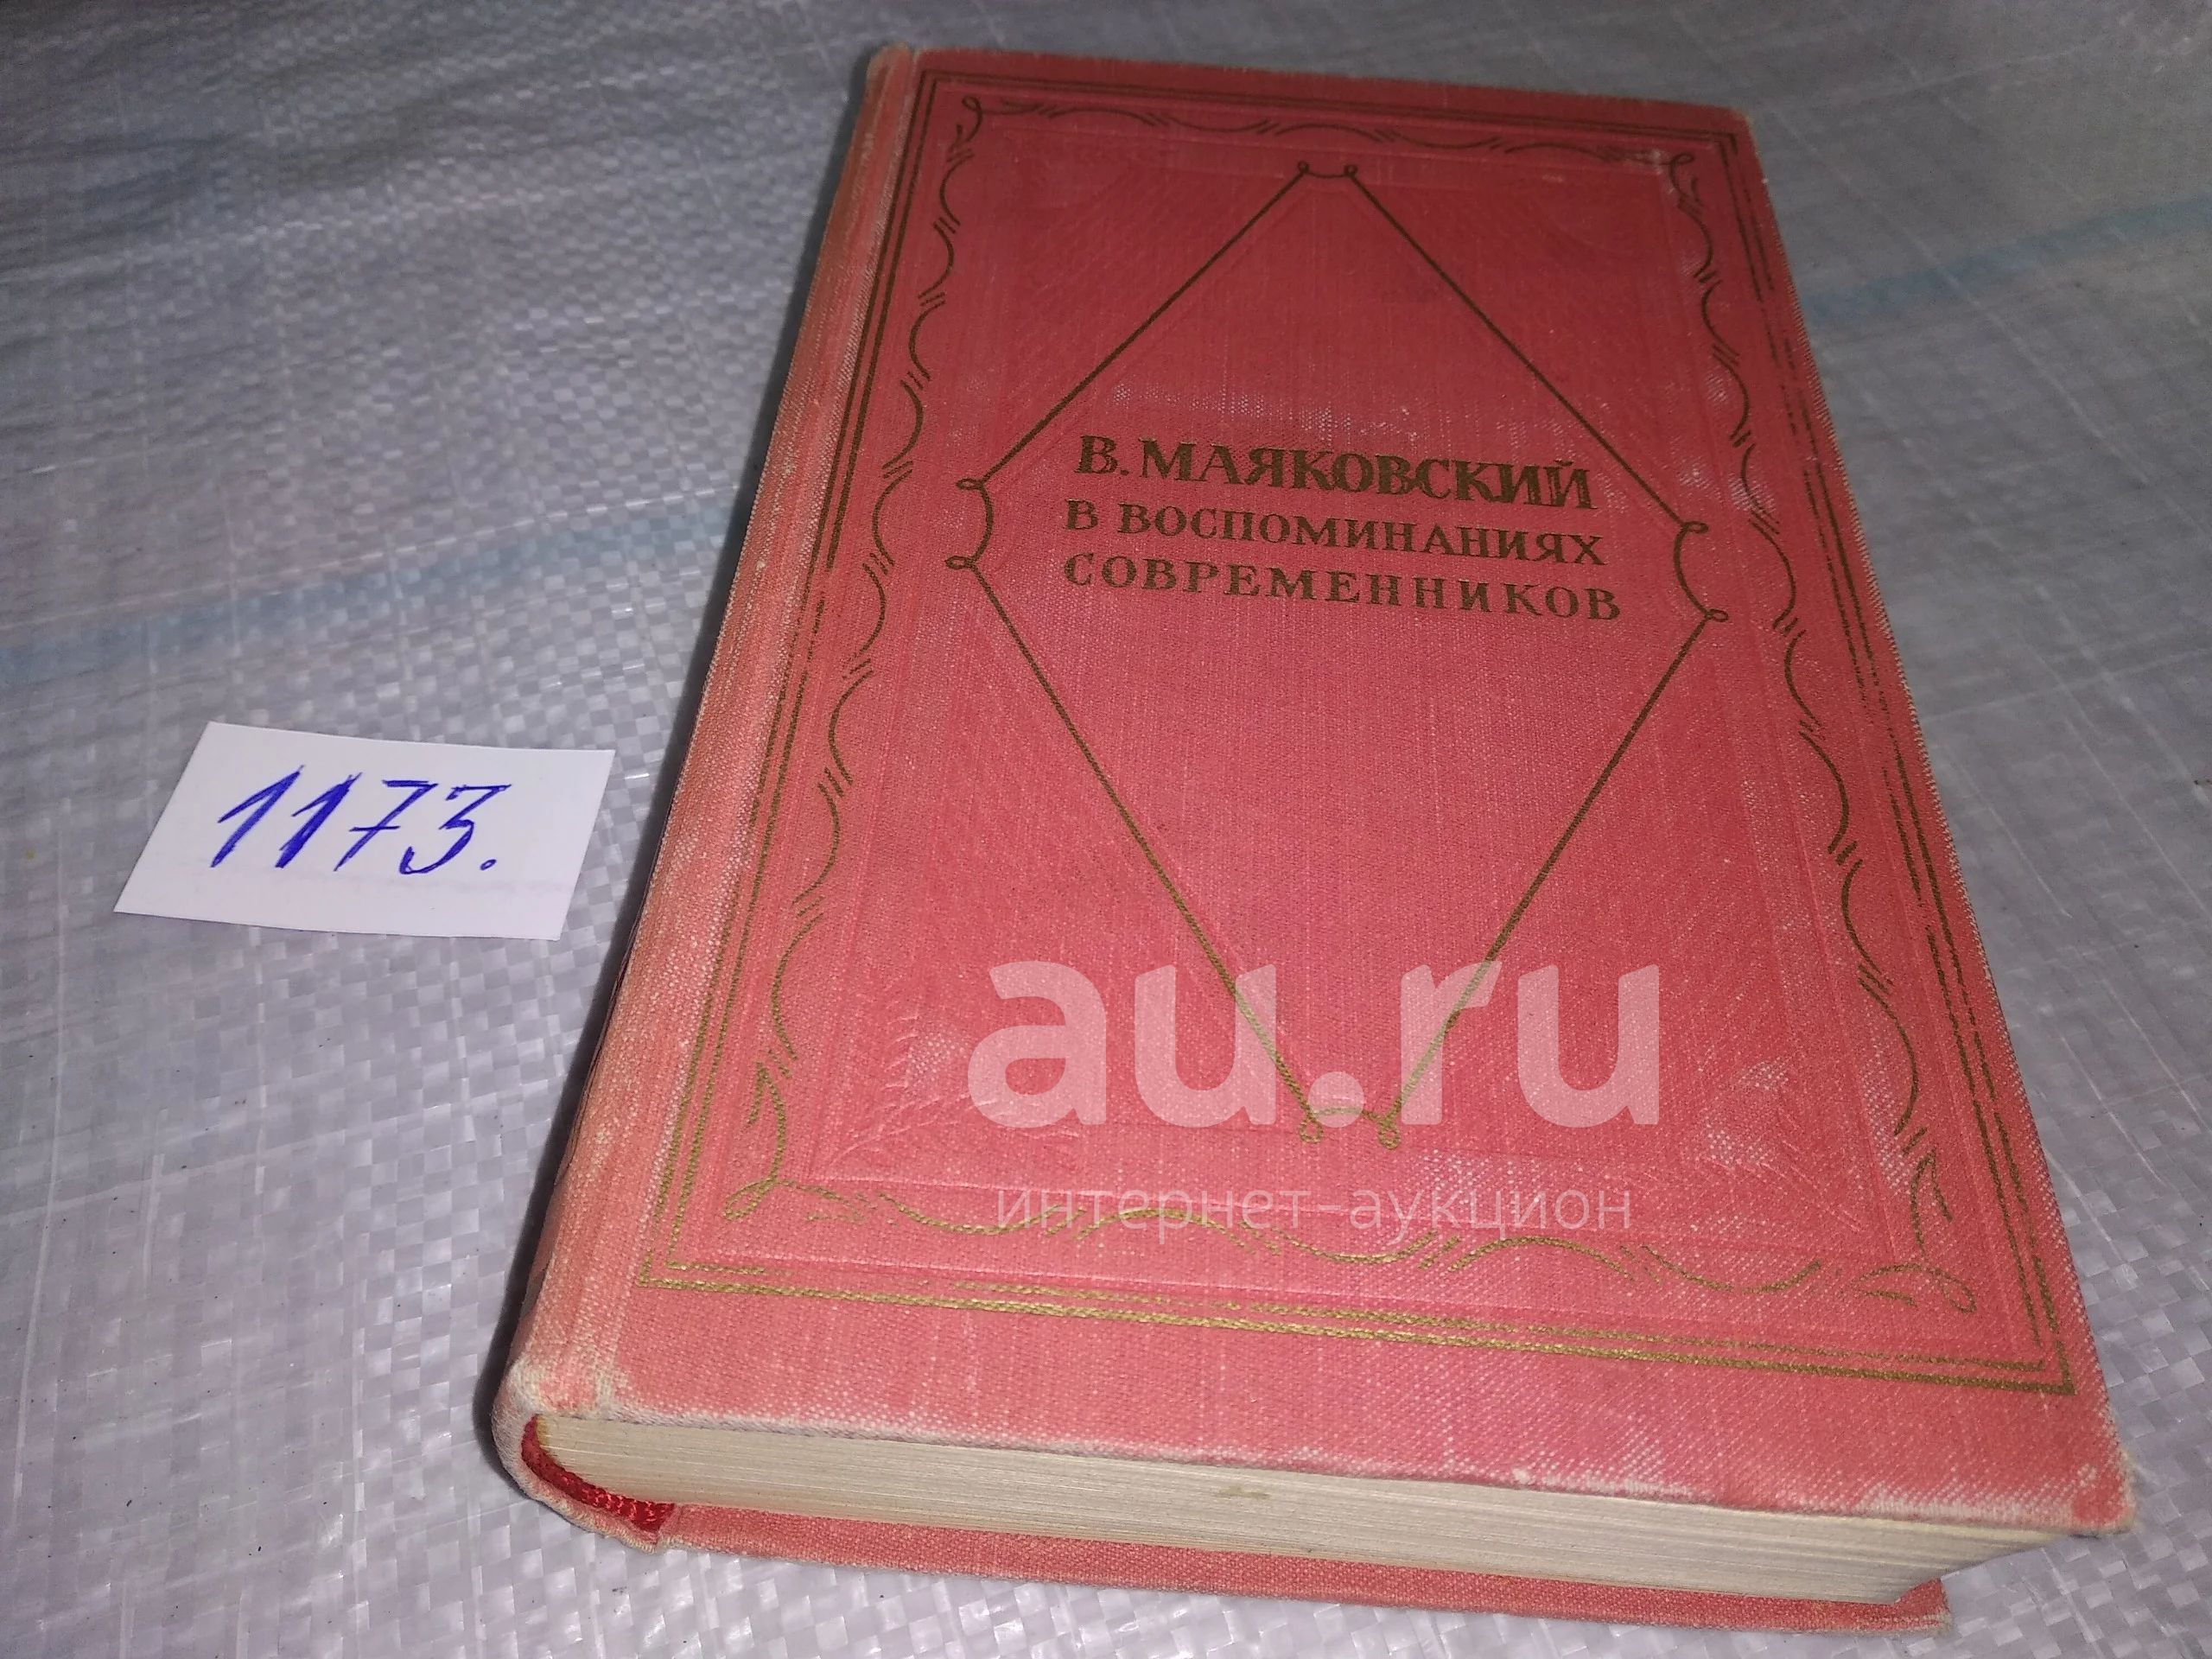 В. МАЯКОВСКИЙ
В ВОСПОМИНАНИЯХ
СОВРЕМЕННИКОВ
1173.
au.ru
интернет-аукцион